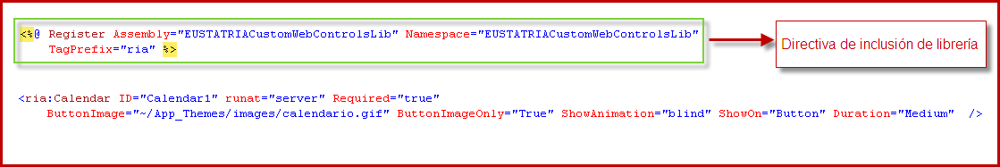 <%@ Register Assembly="EUSTATRIACustomWebControlsLib" Namespace="EUSTATRIACustomWebControlsLib"
TagPrefix="ria" %>
Directiva de inclusión de librería
<ria:Calendar ID="Calendar1" runat="server" Required="true"
ButtonImage="~/App_Themes/images/calendario.gif" ButtonImageOnly="True" ShowAnimation="blind" ShowOn="Button" Duration="Medium" />